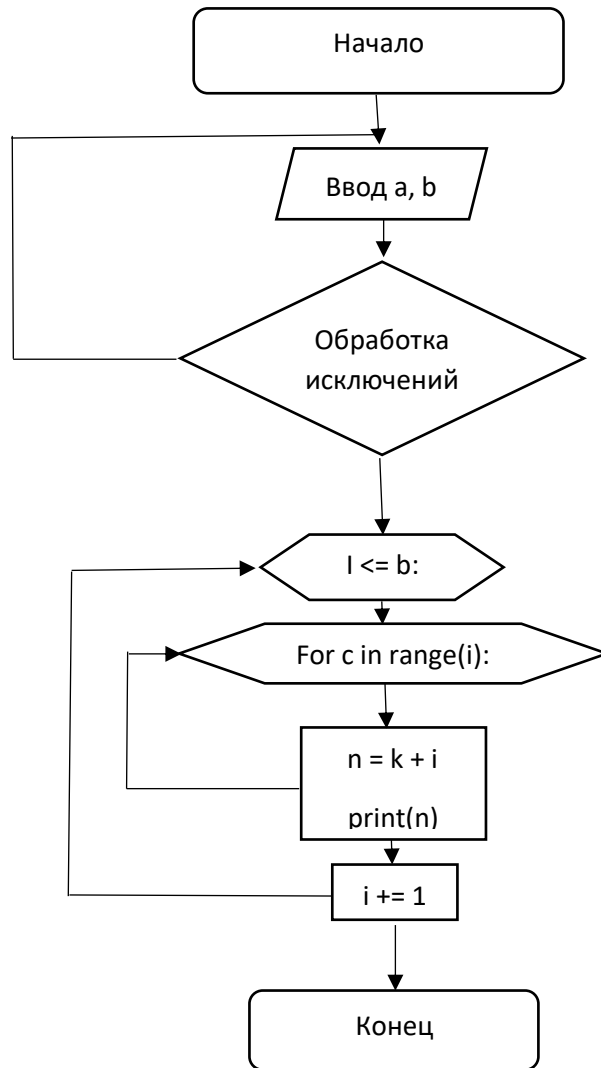 Начало
Ввод a, b
Обработка
исключений
I <= b:
For c in range(i):
n = k + i
print(n)
i += 1
Конец